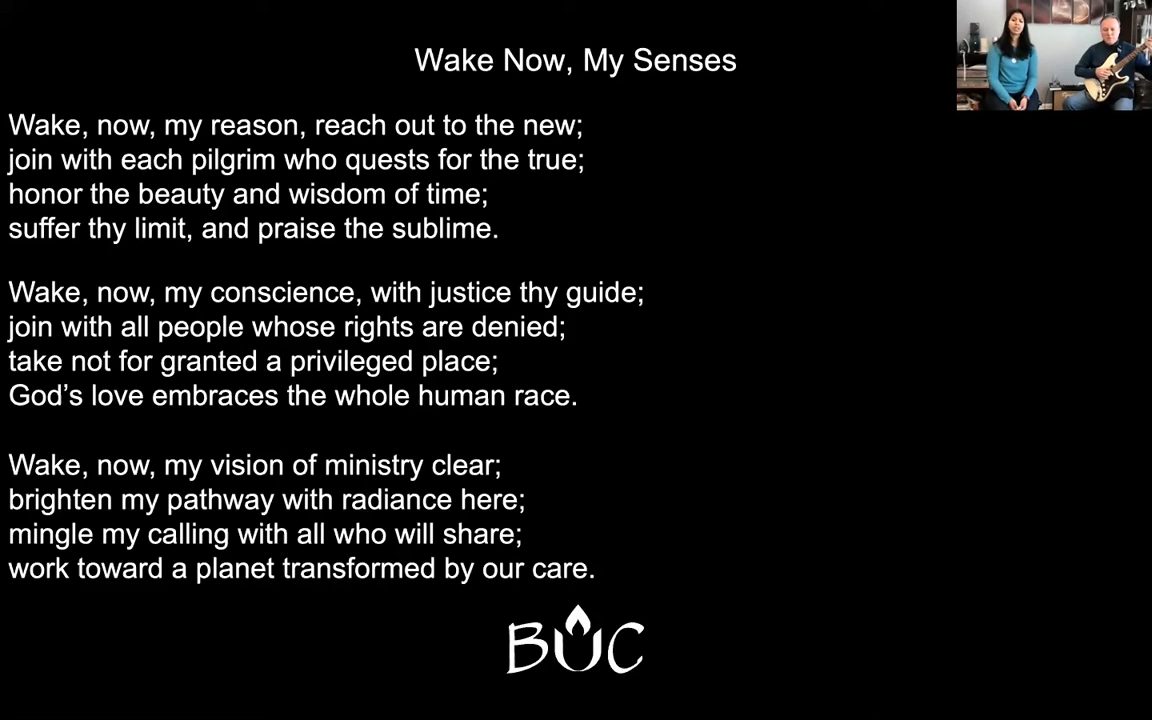 Wake Now, My Senses
Wake, now, my reason, reach out to the new;
join with each pilgrim who quests for the true;
honor the beauty and wisdom of time;
suffer thy limit, and praise the sublime.
Wake, now, my conscience, with justice thy guide;
join with all people whose rights are denied;
take not for granted a privileged place;
God’s love embraces the whole human race.
Wake, now, my vision of ministry clear;
brighten my pathway with radiance here;
mingle my calling with all who will share;
work toward a planet transformed by our care.
BUC